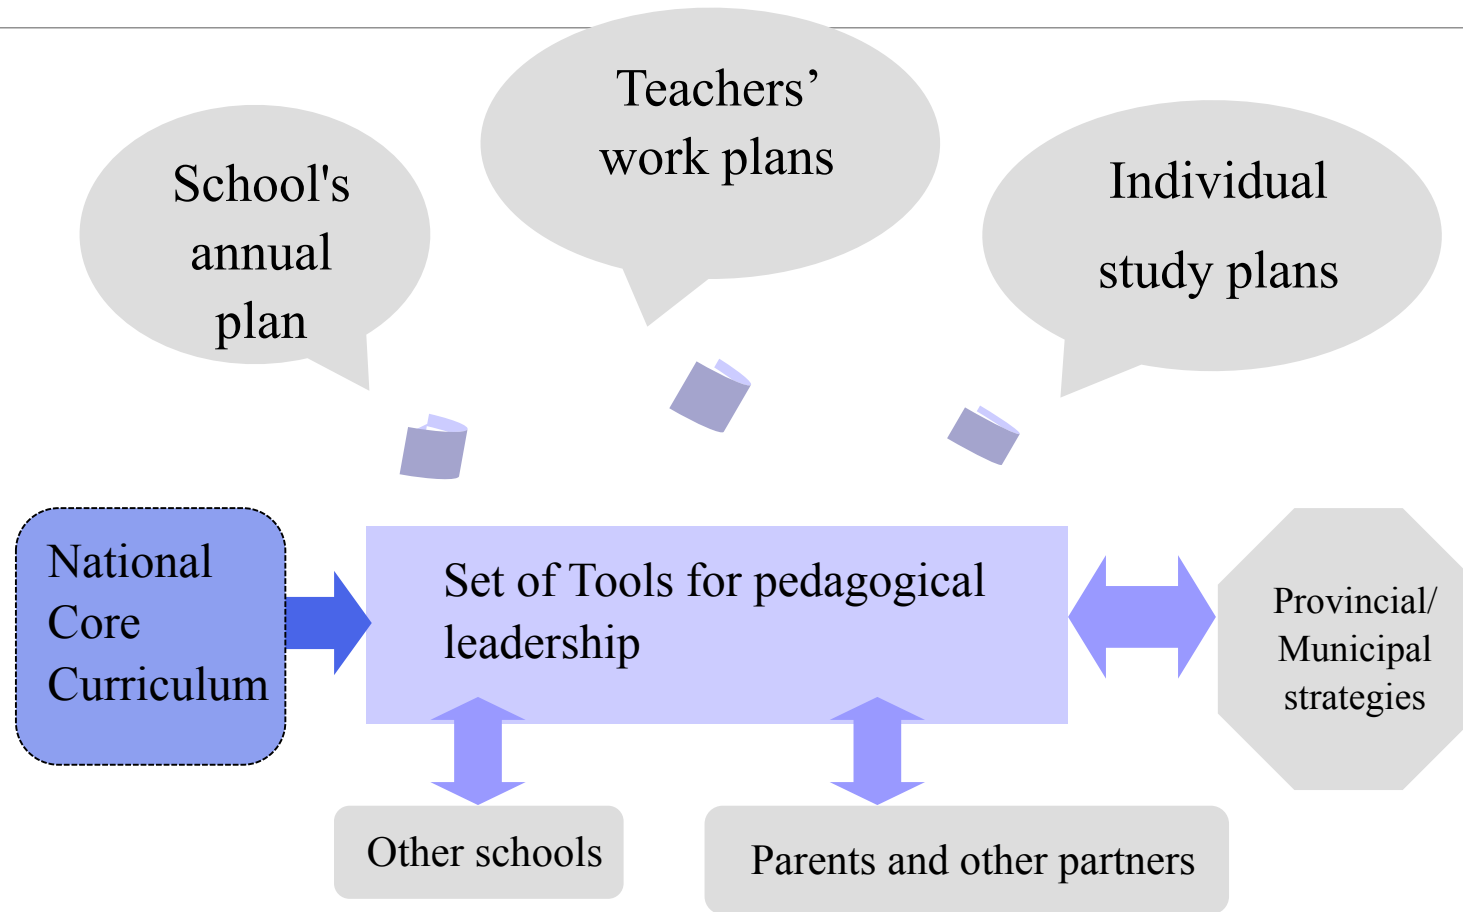 Teachers’
work plans
School's
annual
plan
Individual
study plans
National
Core
Curriculum
Set of Tools for pedagogical
leadership
Provincial/
Municipal
strategies
Other schools
Parents and other partners